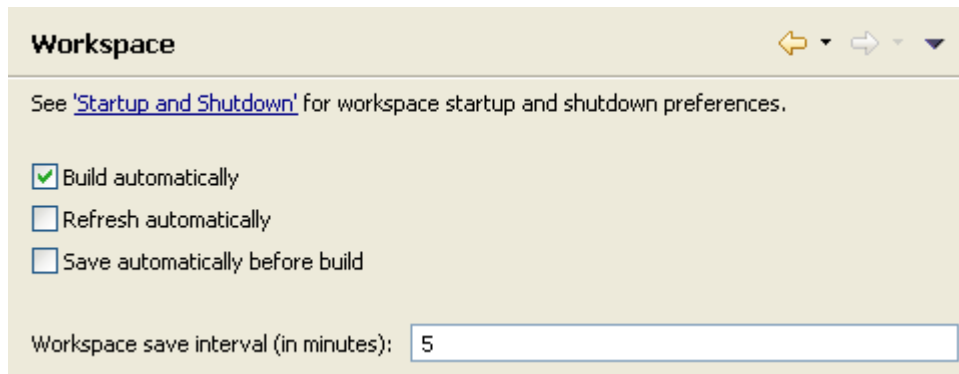 Workspace
See 'Startup and Shutdown' for workspace startup and shutdown preferences.
Build automatically
Refresh automatically
Save automatically before build
Workspace save interval (in minutes): 5